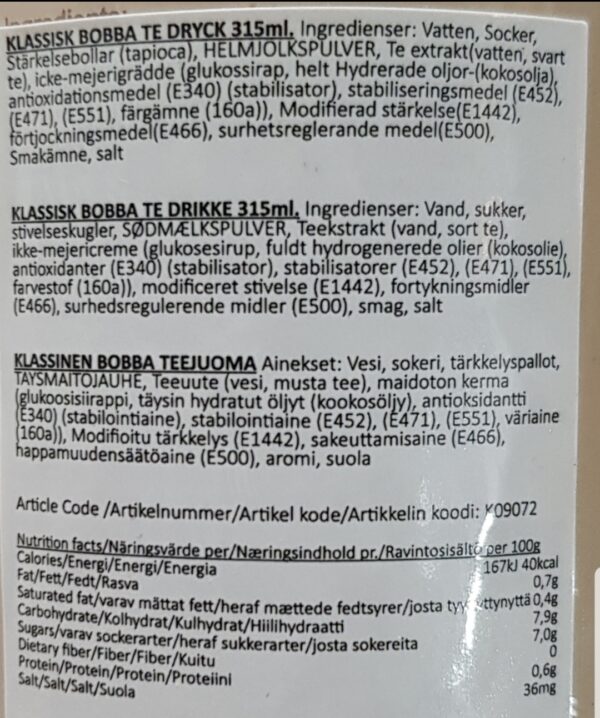 KLASSISK BOBBA TE DRYCK 315ml. Ingredienser: Vatten, Socker,
Stärkelsebollar (tapioca), HELMJÖLKSPULVER, Te extrakt(vatten, svart
te), icke-mejerigrädde (glukossirap, helt Hydrerade oljor-(kokosolja),
antioxidationsmedel (E340) (stabilisator), stabiliseringsmedel (E452),
(E471), (E551), färgämne (160a)), Modifierad stärkelse(E1442),
förtjockningsmedel(E466), surhetsreglerande medel(E500),
Smakämne, salt
KLASSISK BOBBA TE DRIKKE 315ml. Ingredienser: Vand, sukker,
stivelseskugler, SØDMÆLKSPULVER, Teekstrakt (vand, sort te),
ikke-mejericreme (glukosesirup, fuldt hydrogenerede olier (kokosolie),
antioxidanter (E340) (stabilisator), stabilisatorer (E452), (E471), (E551),
farvestof (160a)), modificeret stivelse (E1442), fortykningsmidler
(E466), surhedsregulerende midler (E500), smag, salt
KLASSINEN BOBBA TEEJUOMA Ainekset: Vesi, sokeri, tärkkelyspallot,
TÄYSMAITOJAUHE, Teeuute (vesi, musta tee), maidoton kerma
(glukoosisiirappi, täysin hydratut öljyt (kookosöljy), antioksidantti
(E340) (stabilointiaine), stabilointiaine (E452), (E471), (E551), väriaine
(160a)), Modifioitu tärkkelys (E1442), sakeuttamisaine (E466),
happamuudensäätöaine (E500), aromi, suola
Article Code /Artikelnummer/Artikel kode/Artikkelin koodi: K09072
Nutrition facts/Näringsvärde per/Næringsindhold pr./Ravintosisältö per 100g
Calories/Energi/Energi/Energia 167kJ 40kcal
Fat/Fett/Fedt/Rasva 0,7g
Saturated fat/varav mättat fett/heraf mættede fedtsyrer/josta 0,4g
Carbohydrate/Kolhydrat/Kulhydrat/Hiilihydraatti 7,9g
Sugars/varav sockerarter/heraf sukkerarter/josta sokereita 7,0g
Dietary fiber/Fiber/Fiber/Kuitu 0
Protein/Protein/Protein/Proteiini 0,6g
Salt/Salt/Salt/Suola 36mg